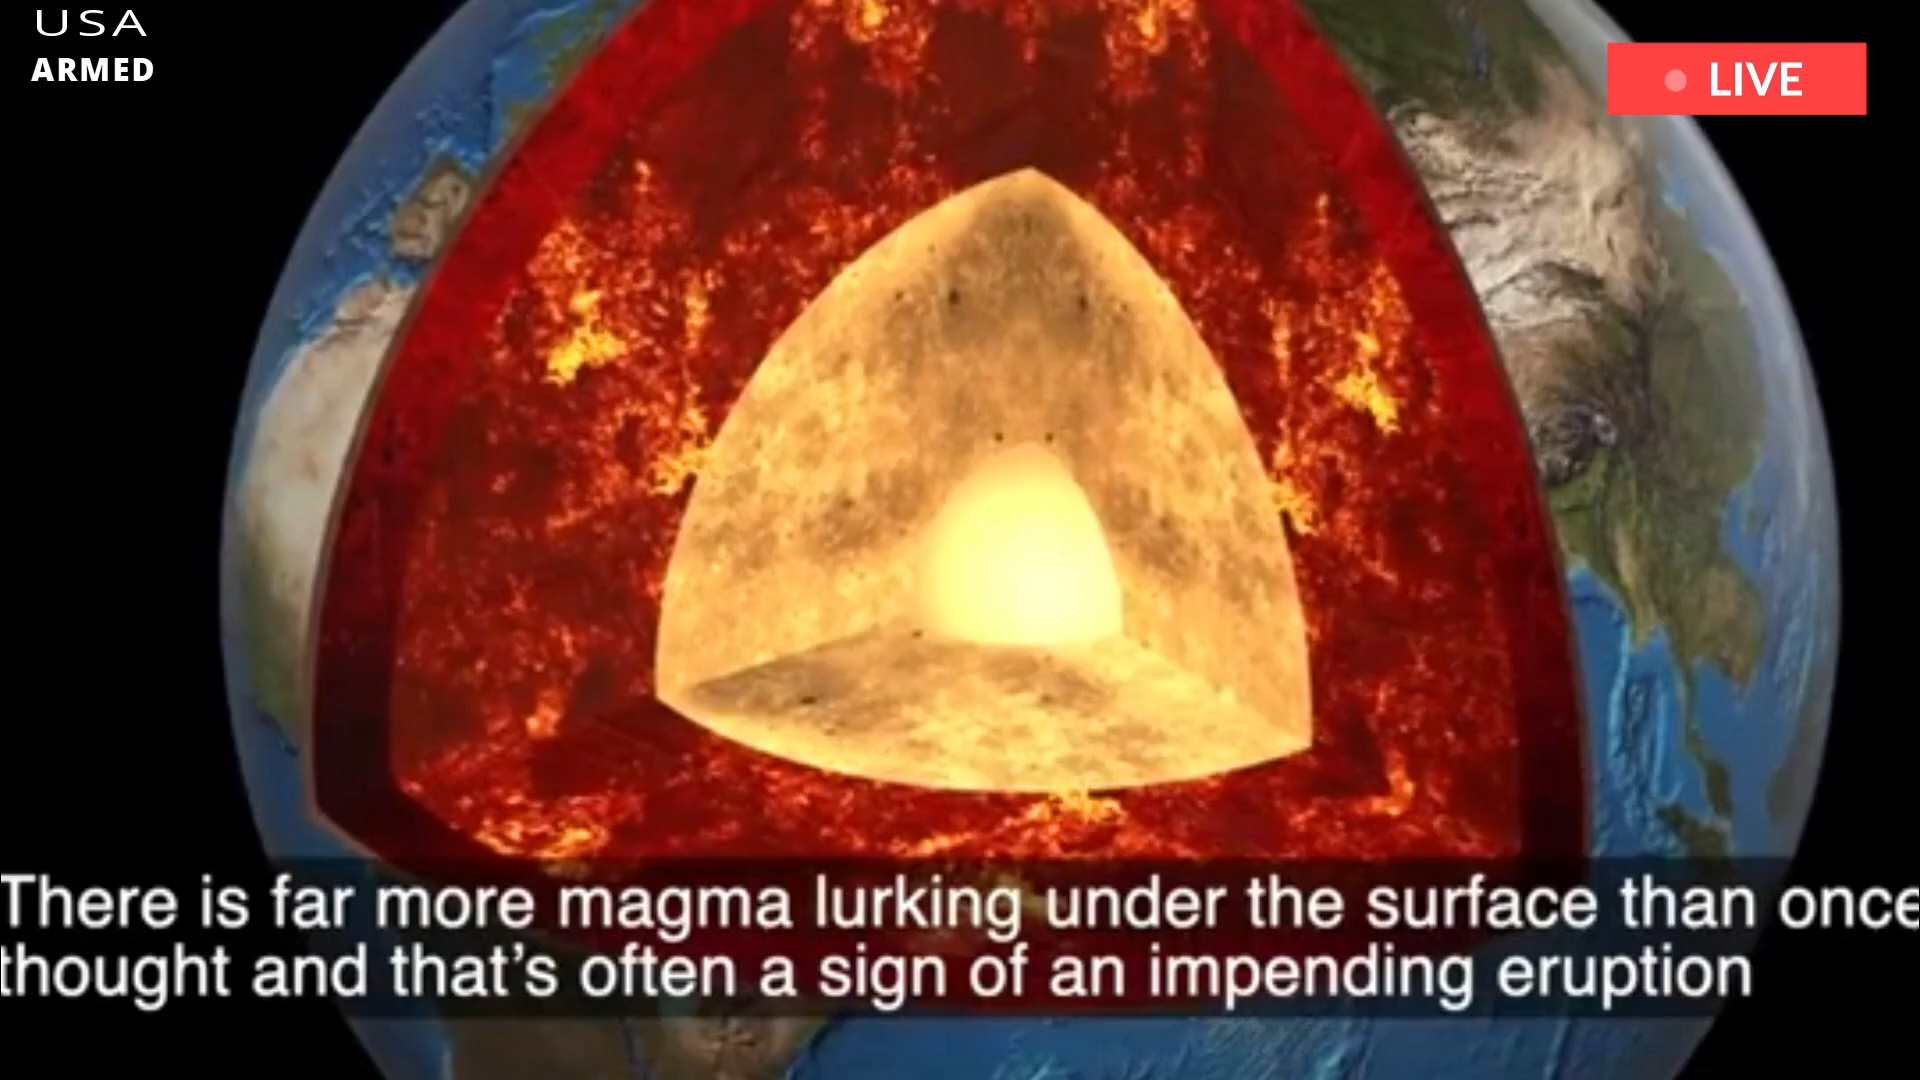 USA
ARMED
LIVE
There is far more magma lurking under the surface than once
thought and that's often a sign of an impending eruption